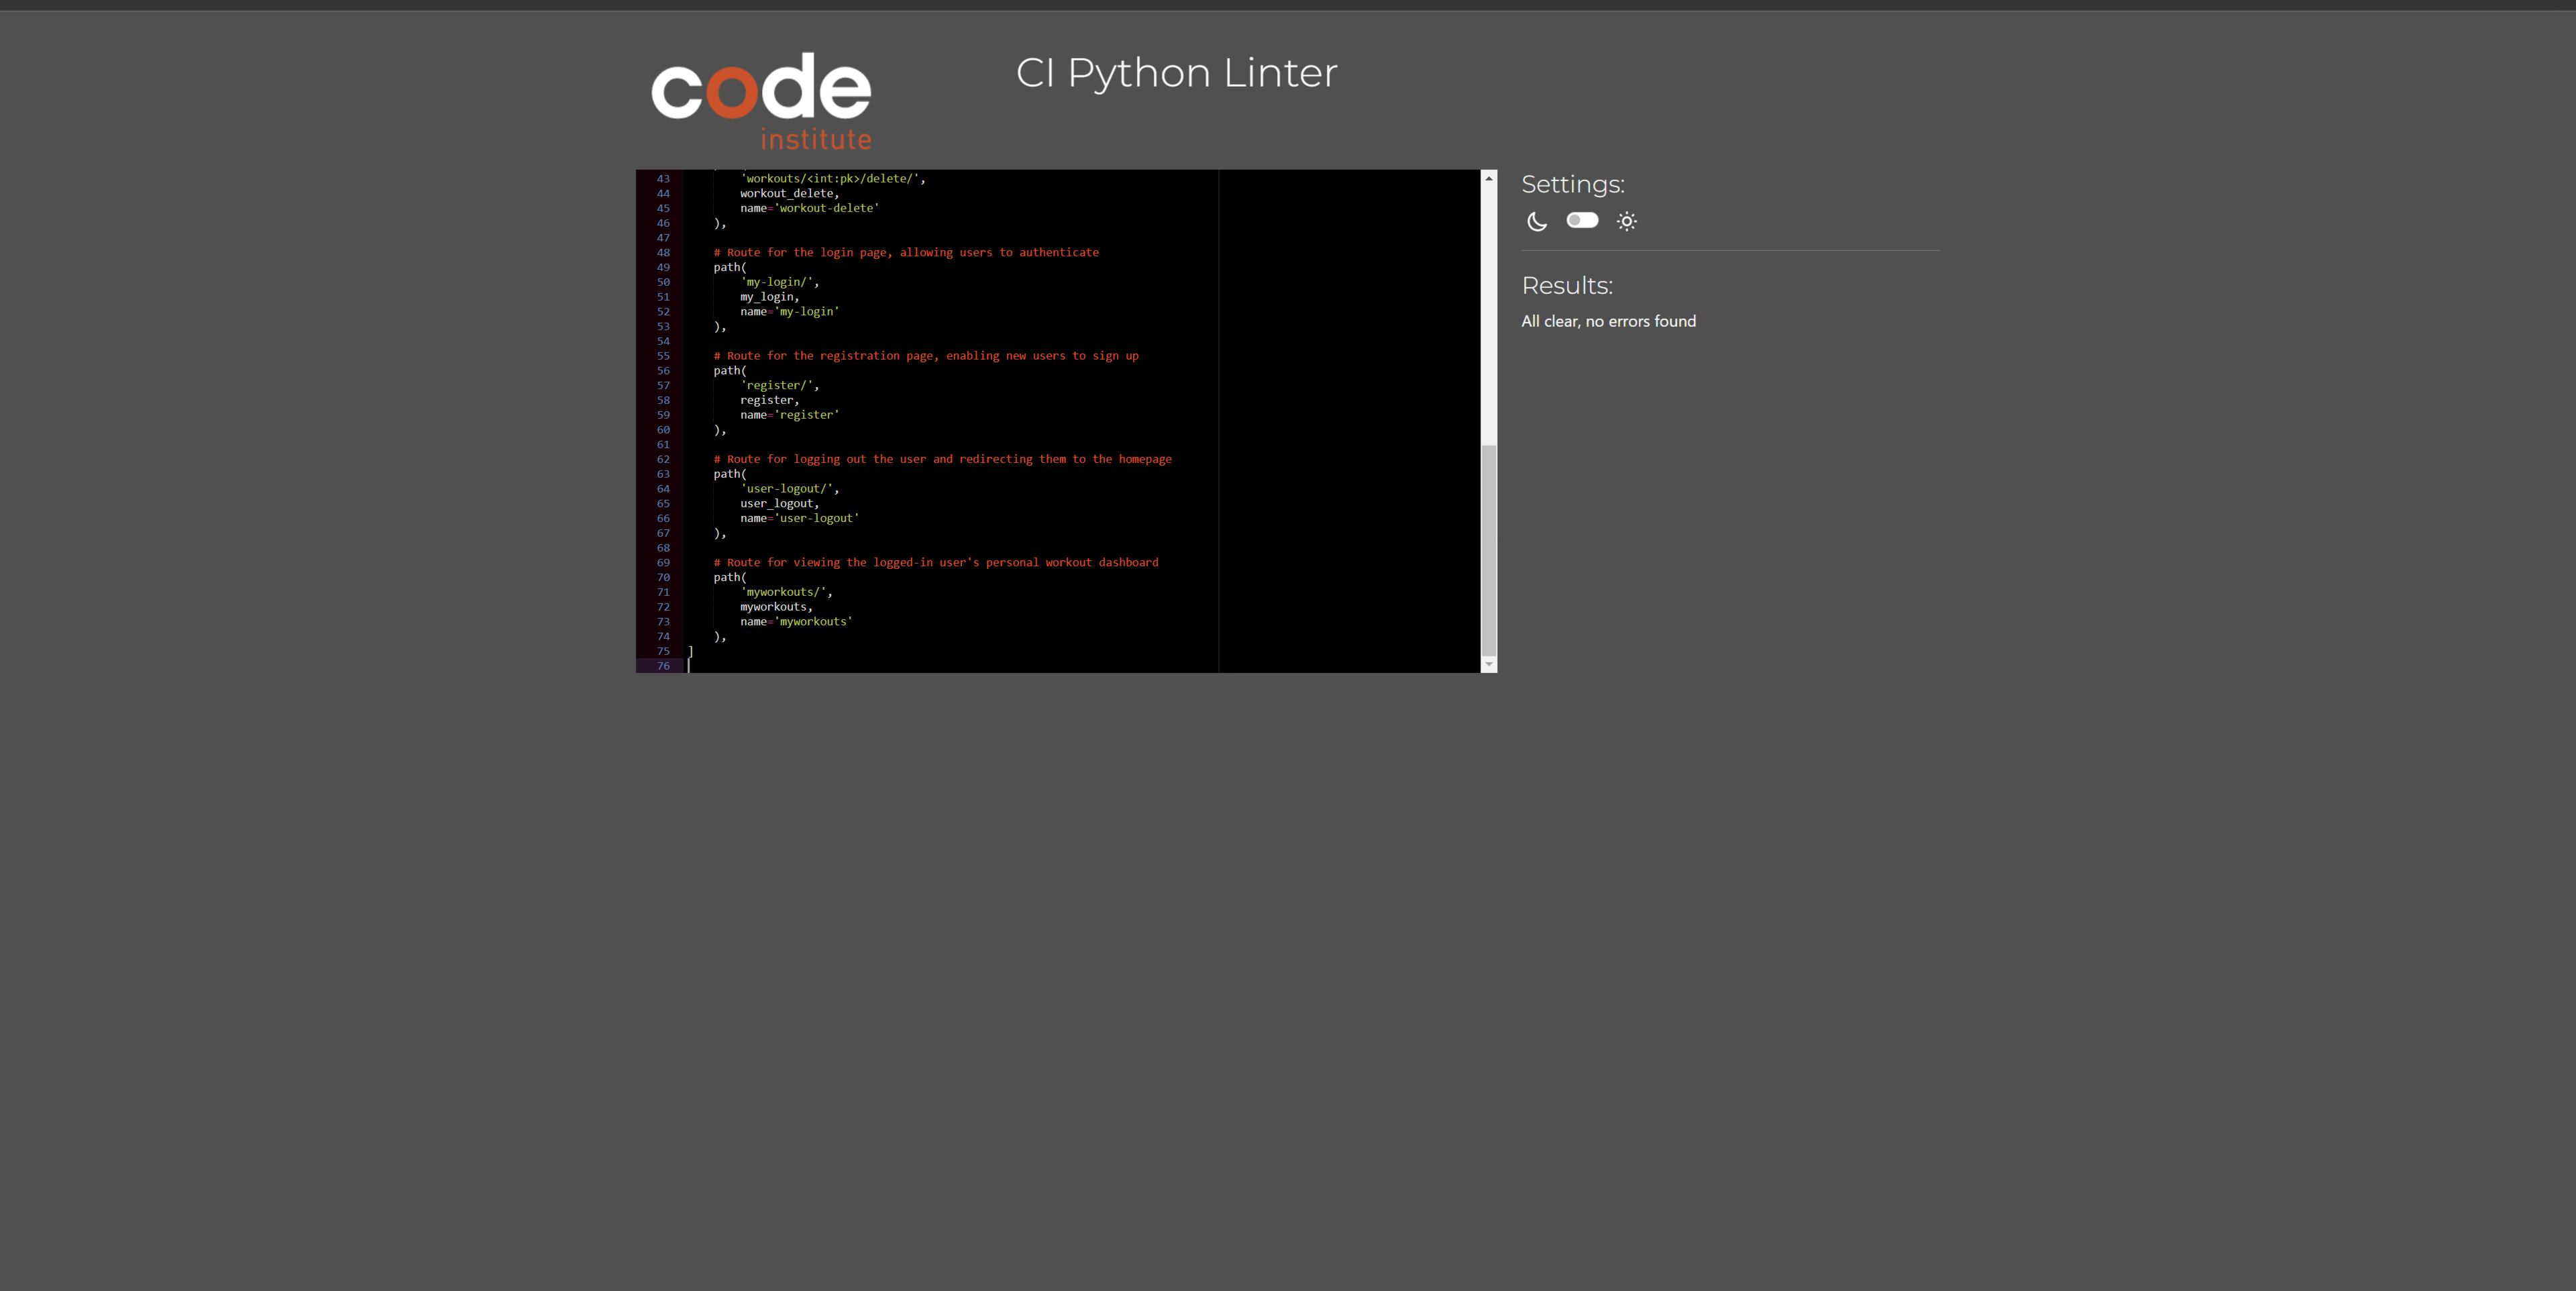 code
institute
CI Python Linter
43 'workouts/<int:pk>/delete/',
44 workout_delete,
45 name='workout-delete'
46 ),
47
48 # Route for the login page, allowing users to authenticate
49 path(
50 'my-login/',
51 my_login,
52 name='my-login'
53 ),
54
55 # Route for the registration page, enabling new users to sign up
56 path(
57 'register/',
58 register,
59 name='register'
60 ),
61
62 # Route for logging out the user and redirecting them to the homepage
63 path(
64 'user-logout/',
65 user_logout,
66 name='user-logout'
67 ),
68
69 # Route for viewing the logged-in user's personal workout dashboard
70 path(
71 'myworkouts/',
72 myworkouts,
73 name='myworkouts'
74 ),
75 ]
76
Settings:
Results:
All clear, no errors found